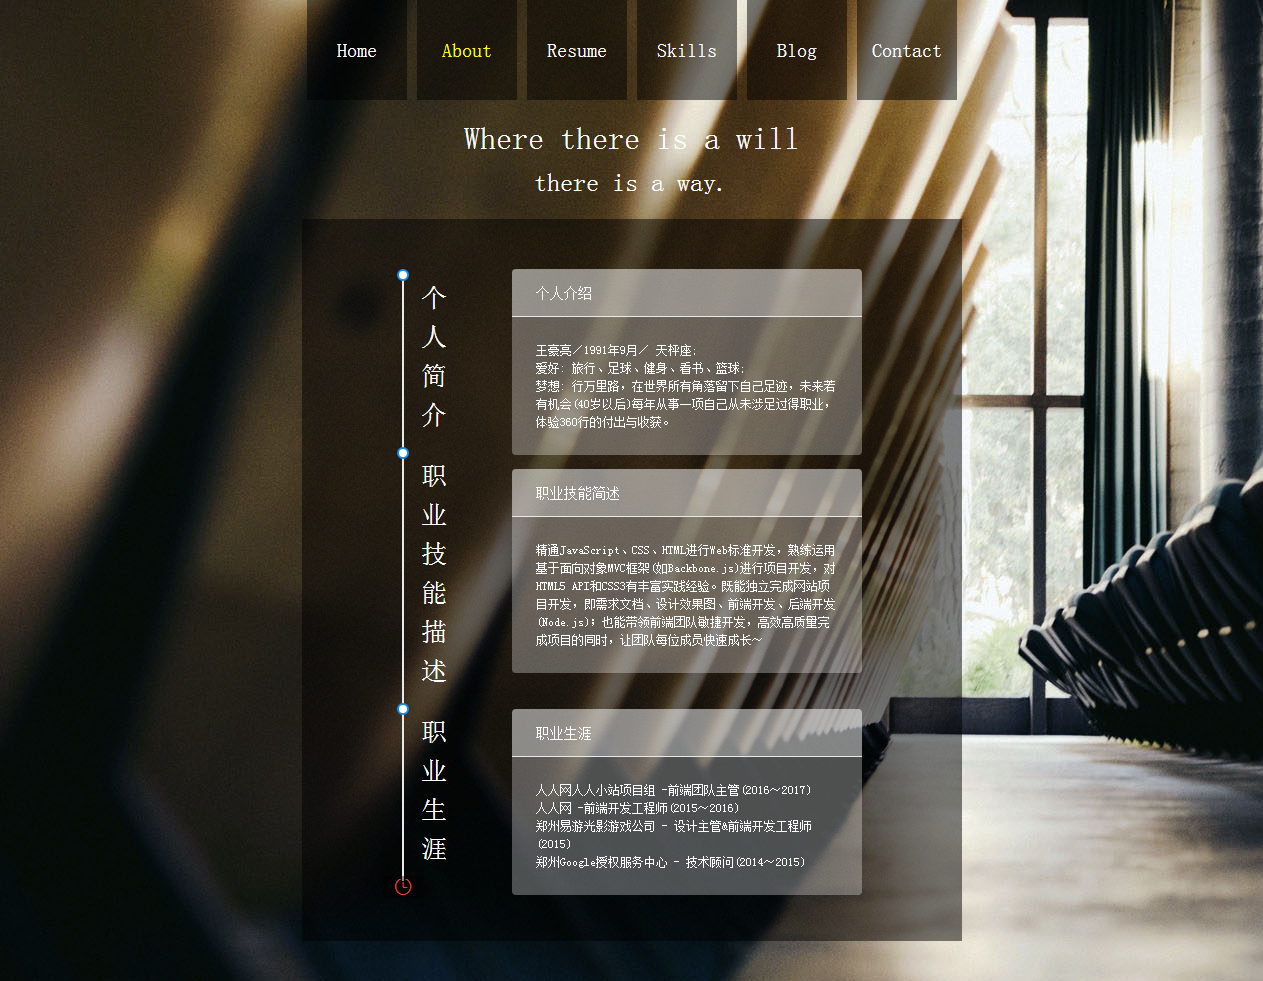 Home About Resume Skills Blog Contact
Where there is a will
there is a way.
个人简介
个人介绍
王豪亮／1991年9月／ 天秤座;
爱好: 旅行、足球、健身、看书、篮球;
梦想: 行万里路，在世界所有角落留下自己足迹，未来若
有机会(40岁以后)每年从事一项自己从未涉足过得职业，
体验360行的付出与收获。
职业技能描述
职业技能简述
精通JavaScript、CSS、HTML进行Web标准开发，熟练运用
基于面向对象MVC框架(如Backbone.js)进行项目开发，对
HTML5 API和CSS3有丰富实践经验。既能独立完成网站项
目开发，即需求文档、设计效果图、前端开发、后端开发
(Node.js)；也能带领前端团队敏捷开发，高效高质量完
成项目的同时，让团队每位成员快速成长～
职业生涯
职业生涯
人人网人人小站项目组 -前端团队主管(2016～2017)
人人网 -前端开发工程师(2015～2016)
郑州易游光影游戏公司 - 设计主管&前端开发工程师
(2015)
郑州Google授权服务中心 - 技术顾问(2014～2015)